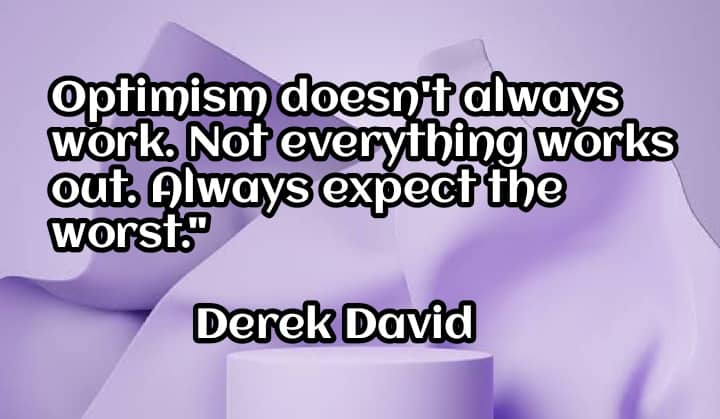 Optimism doesn't always
work. Not everything works
out. Always expect the
worst."
Derek David